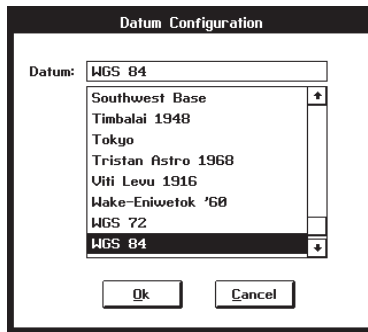 Datum Configuration
Datum: WGS 84
Southwest Base
Timbalai 1948
Tokyo
Tristan Astro 1968
Viti Levu 1916
Wake-Eniwetok '60
WGS 72
WGS 84
Ok Cancel